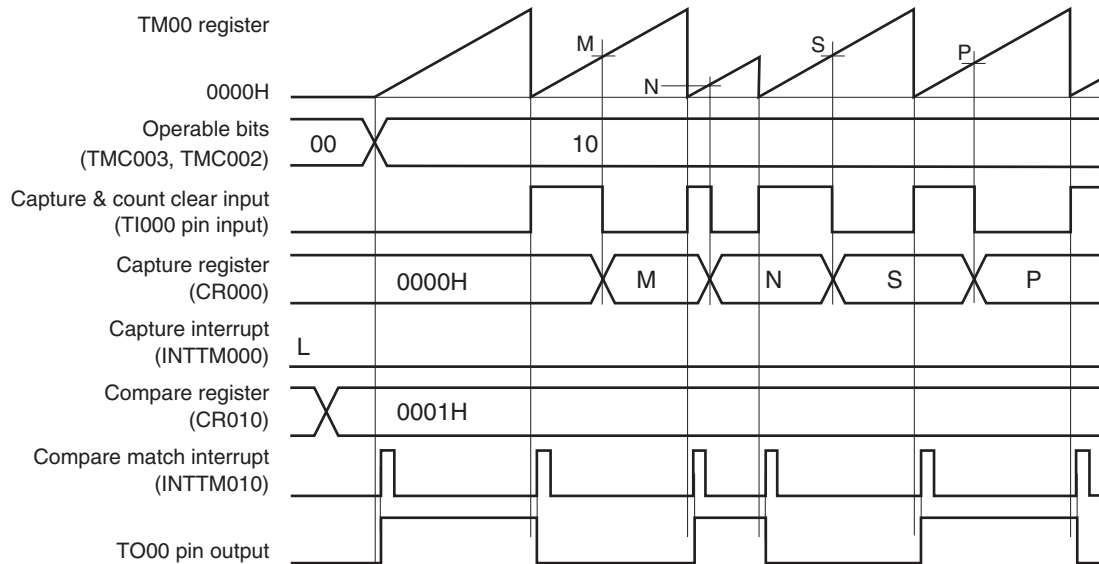 TM00 register
M
S
P
N
0000H
Operable bits
(TMC003, TMC002)
00
10
Capture & count clear input
(TI000 pin input)
Capture register
(CR000)
0000H
M
N
S
P
Capture interrupt
(INTTM000)
L
Compare register
(CR010)
0001H
Compare match interrupt
(INTTM010)
TO00 pin output